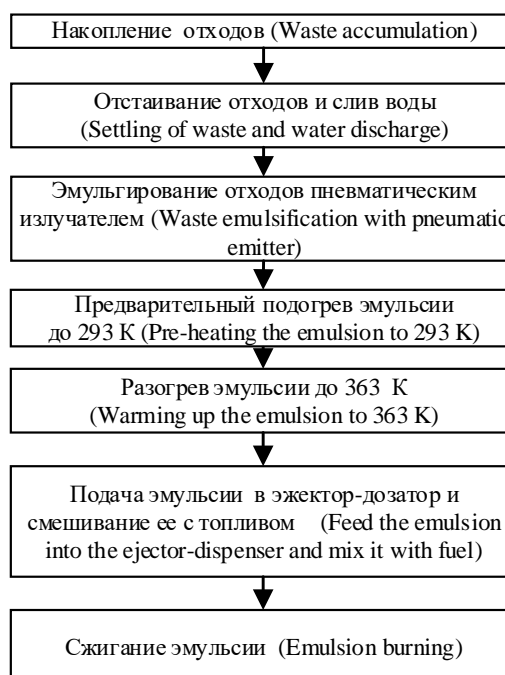 Накопление отходов (Waste accumulation)
Отстаивание отходов и слив воды
(Settling of waste and water discharge)
Эмульгирование отходов пневматическим
излучателем (Waste emulsification with pneumatic
emitter)
Предварительный подогрев эмульсии
до 293 К (Pre-heating the emulsion to 293 K)
Разогрев эмульсии до 363 К
(Warming up the emulsion to 363 K)
Подача эмульсии в эжектор-дозатор и
смешивание ее с топливом (Feed the emulsion
into the ejector-dispenser and mix it with fuel)
Сжигание эмульсии (Emulsion burning)